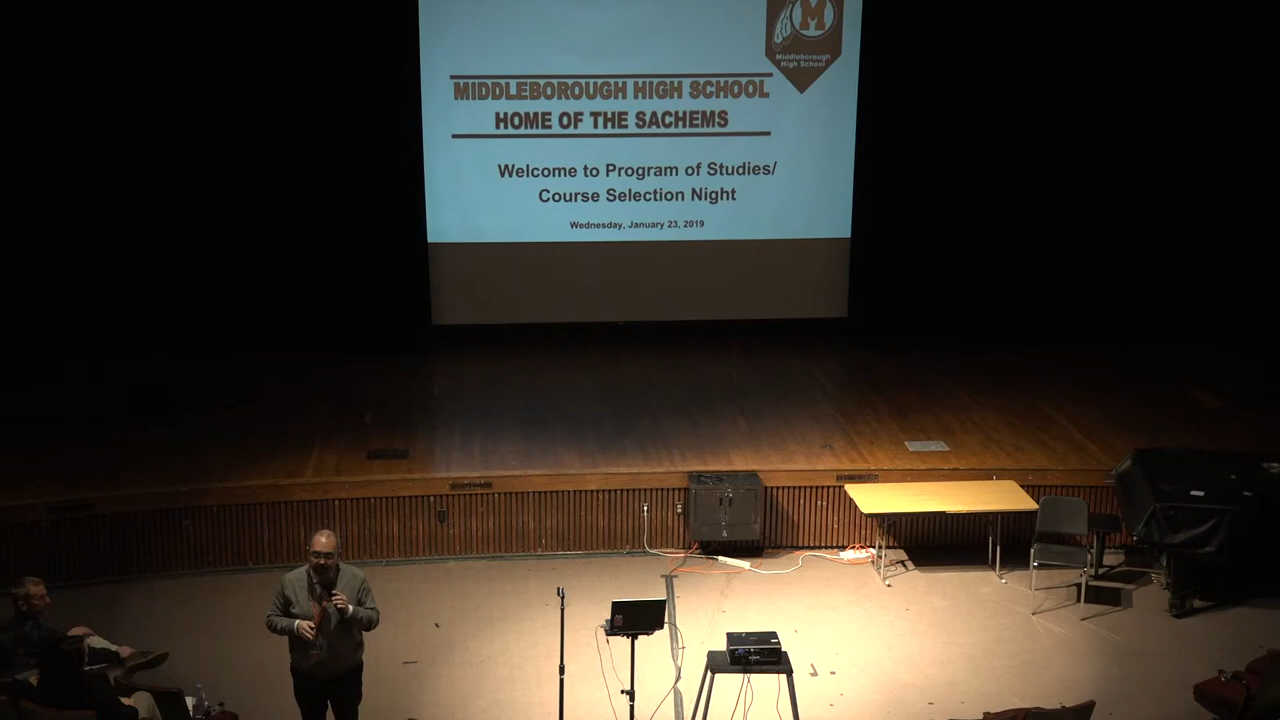 M
Middleborough
High School
MIDDLEBOROUGH HIGH SCHOOL
HOME OF THE SACHEMS
Welcome to Program of Studies/
Course Selection Night
Wednesday, January 23, 2019